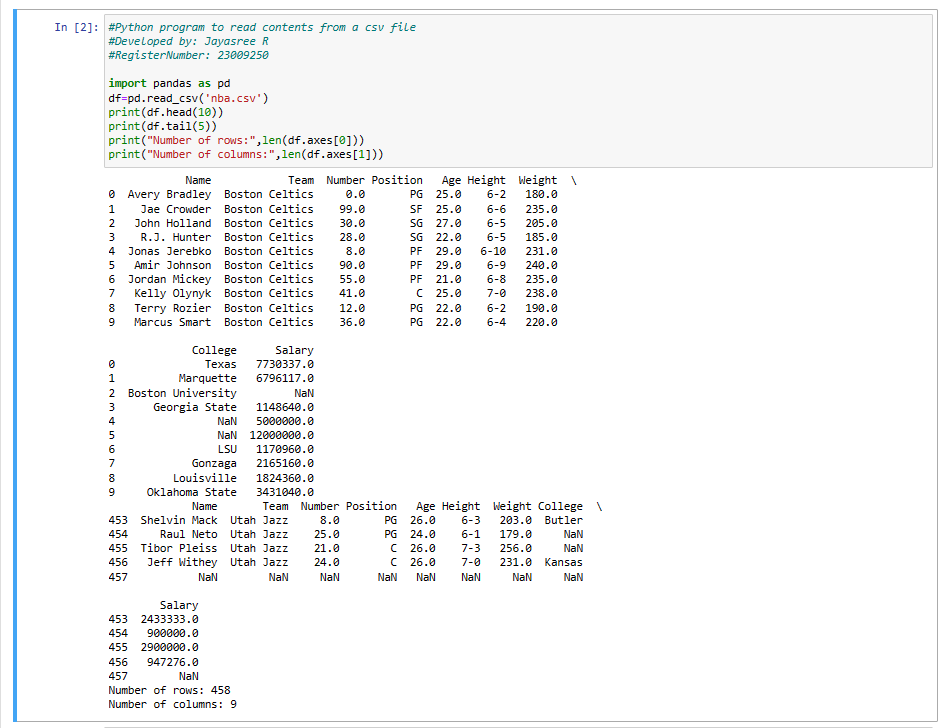 In [2]: #Python program to read contents from a csv file
#Developed by: Jayasree R
#RegisterNumber: 23009250
import pandas as pd
df=pd.read_csv('nba.csv')
print(df.head(10))
print(df.tail(5))
print("Number of rows:",len(df.axes[0]))
print("Number of columns:",len(df.axes[1]))
Name Team Number Position Age Height Weight \
0 Avery Bradley Boston Celtics 0.0 PG 25.0 6-2 180.0
1 Jae Crowder Boston Celtics 99.0 SF 25.0 6-6 235.0
2 John Holland Boston Celtics 30.0 SG 27.0 6-5 205.0
3 R.J. Hunter Boston Celtics 28.0 SG 22.0 6-5 185.0
4 Jonas Jerebko Boston Celtics 8.0 PF 29.0 6-10 231.0
5 Amir Johnson Boston Celtics 90.0 PF 29.0 6-9 240.0
6 Jordan Mickey Boston Celtics 55.0 PF 21.0 6-8 235.0
7 Kelly Olynyk Boston Celtics 41.0 C 25.0 7-0 238.0
8 Terry Rozier Boston Celtics 12.0 PG 22.0 6-2 190.0
9 Marcus Smart Boston Celtics 36.0 PG 22.0 6-4 220.0
College Salary
0 Texas 7730337.0
1 Marquette 6796117.0
2 Boston University NaN
3 Georgia State 1148640.0
4 NaN 5000000.0
5 NaN 12000000.0
6 LSU 1170960.0
7 Gonzaga 2165160.0
8 Louisville 1824360.0
9 Oklahoma State 3431040.0
Name Team Number Position Age Height Weight College \
453 Shelvin Mack Utah Jazz 8.0 PG 26.0 6-3 203.0 Butler
454 Raul Neto Utah Jazz 25.0 PG 24.0 6-1 179.0 NaN
455 Tibor Pleiss Utah Jazz 21.0 C 26.0 7-3 256.0 NaN
456 Jeff Withey Utah Jazz 24.0 C 26.0 7-0 231.0 Kansas
457 NaN NaN NaN NaN NaN NaN NaN NaN
Salary
453 2433333.0
454 900000.0
455 2900000.0
456 947276.0
457 NaN
Number of rows: 458
Number of columns: 9